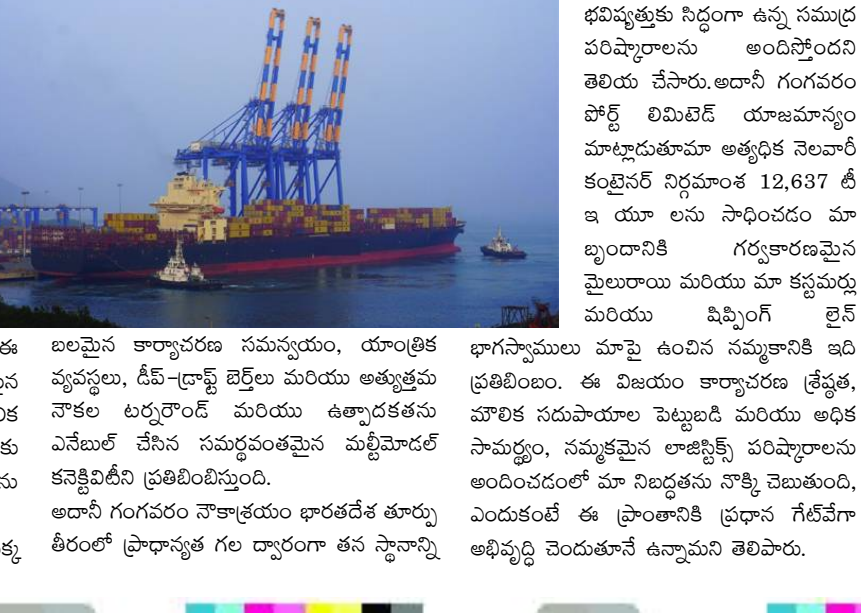 ఈ
ైన
ిక
కు
ను
క్క
బలమైన కార్యాచరణ సమన్వయం, యాంత్రిక
వ్యవస్థలు, డీప్-డ్రాఫ్ట్ బెర్త్‌లు మరియు అత్యుత్తమ
నౌకల టర్నరౌండ్ మరియు ఉత్పాదకతను
ఎనేబుల్ చేసిన సమర్థవంతమైన మల్టీమోడల్
కనెక్టివిటీని ప్రతిబింబిస్తుంది.
అదానీ గంగవరం నౌకాశ్రయం భారతదేశ తూర్పు
తీరంలో ప్రాధాన్యత గల ద్వారంగా తన స్థానాన్ని
భవిష్యత్తుకు సిద్ధంగా ఉన్న సముద్ర
పరిష్కారాలను అందిస్తోందని
తెలియ చేసారు.అదానీ గంగవరం
పోర్ట్ లిమిటెడ్ యాజమాన్యం
మాట్లాడుతూమా అత్యధిక నెలవారీ
కంటైనర్ నిర్గమాంశ 12,637 టీ
ఇ యూ లను సాధించడం మా
బృందానికి గర్వకారణమైన
మైలురాయి మరియు మా కస్టమర్లు
మరియు షిప్పింగ్ లైన్
భాగస్వాములు మాపై ఉంచిన నమ్మకానికి ఇది
ప్రతిబింబం. ఈ విజయం కార్యాచరణ శ్రేష్ఠత,
మౌలిక సదుపాయాల పెట్టుబడి మరియు అధిక
సామర్థ్యం, నమ్మకమైన లాజిస్టిక్స్ పరిష్కారాలను
అందించడంలో మా నిబద్ధతను నొక్కి చెబుతుంది,
ఎందుకంటే ఈ ప్రాంతానికి ప్రధాన గేట్‌వేగా
అభివృద్ధి చెందుతూనే ఉన్నామని తెలిపారు.